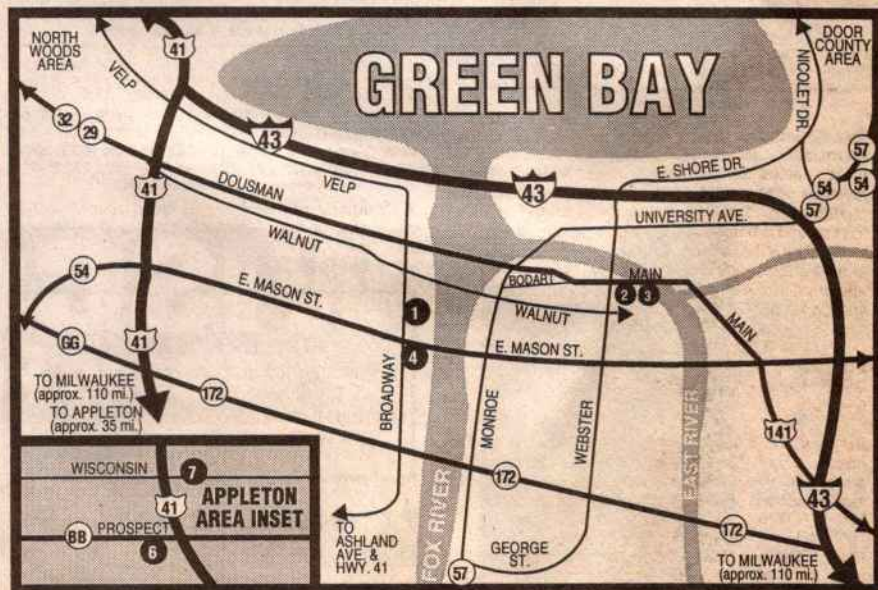 NORTH
WOODS
AREA
41
VELP
GREEN BAY
DOOR
COUNTY
AREA
NICOLET DR.
32
29
43
57
54
54
57
E. SHORE DR.
41
DOUSMAN
VELP
43
UNIVERSITY AVE.
WALNUT
54
E. MASON ST.
BODART
MAIN
2
3
1
WALNUT
MAIN
GG
41
4
E. MASON ST.
TO MILWAUKEE
(approx. 110 mi.)
TO APPLETON
(approx. 35 mi.)
172
BROADWAY
MONROE
WEBSTER
EAST RIVER
141
WISCONSIN
7
41
APPLETON
AREA INSET
BB
PROSPECT
6
FOX RIVER
172
43
172
TO
ASHLAND
AVE. &
HWY. 41
57
GEORGE
ST.
TO MILWAUKEE
(approx. 110 mi.)